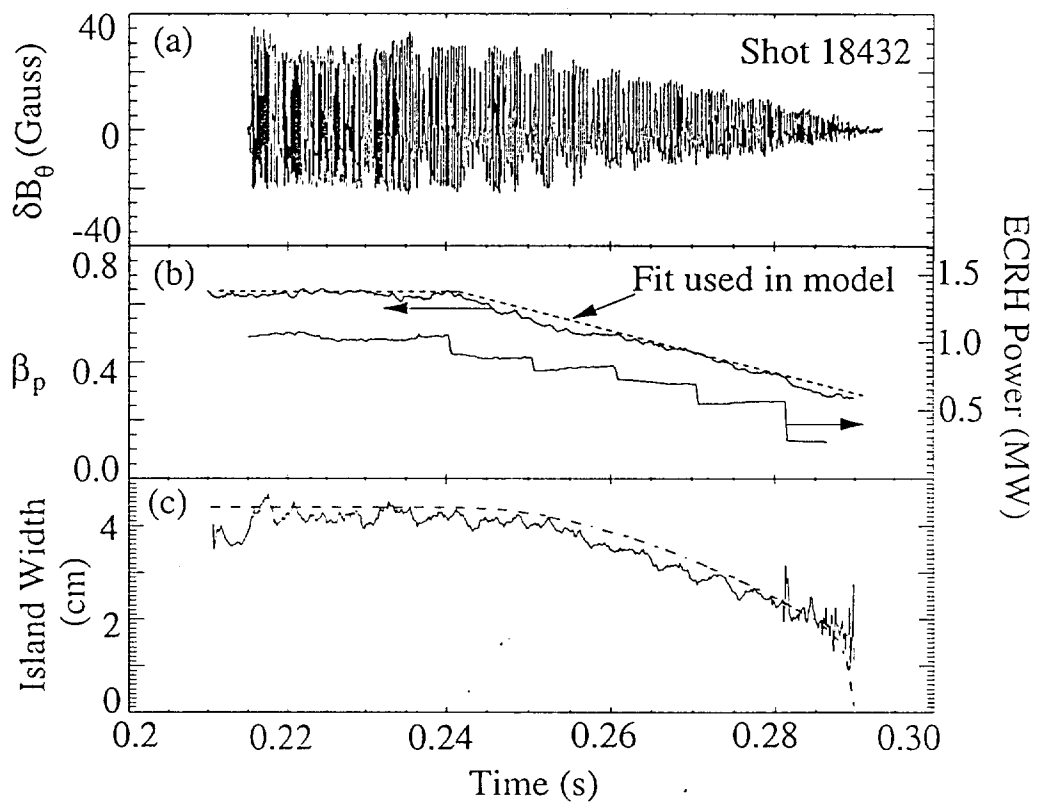 (a)
Shot 18432
40
0
-40
δB_θ (Gauss)
(b)
Fit used in model
0.8
0.4
0.0
β_p
1.5
1.0
0.5
ECRH Power (MW)
(c)
4
2
0
Island Width
(cm)
0.2 0.22 0.24 0.26 0.28 0.30
Time (s)